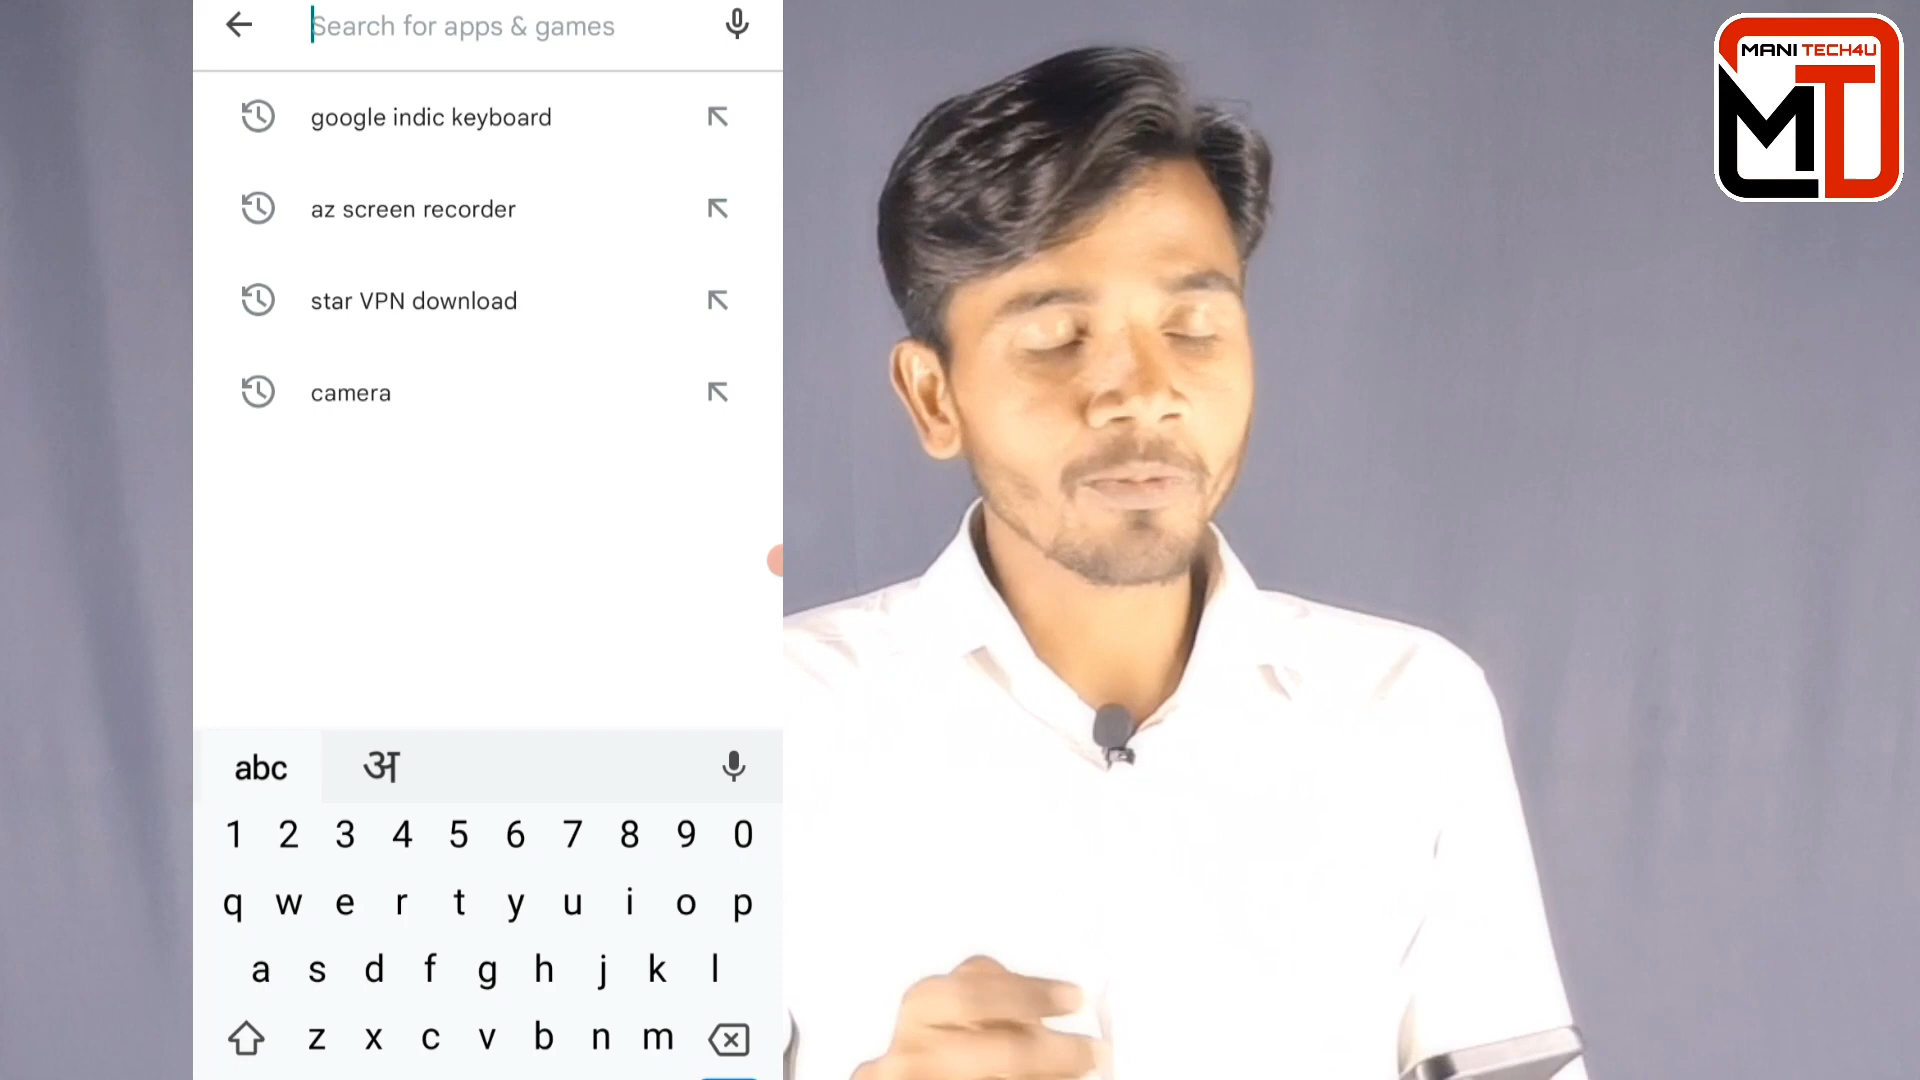 Search for apps & games
google indic keyboard
az screen recorder
star VPN download
camera
abc
अ
1 2 3 4 5 6 7 8 9 0
q w e r t y u i o p
a s d f g h j k l
z x c v b n m
MANI TECH4U
MT